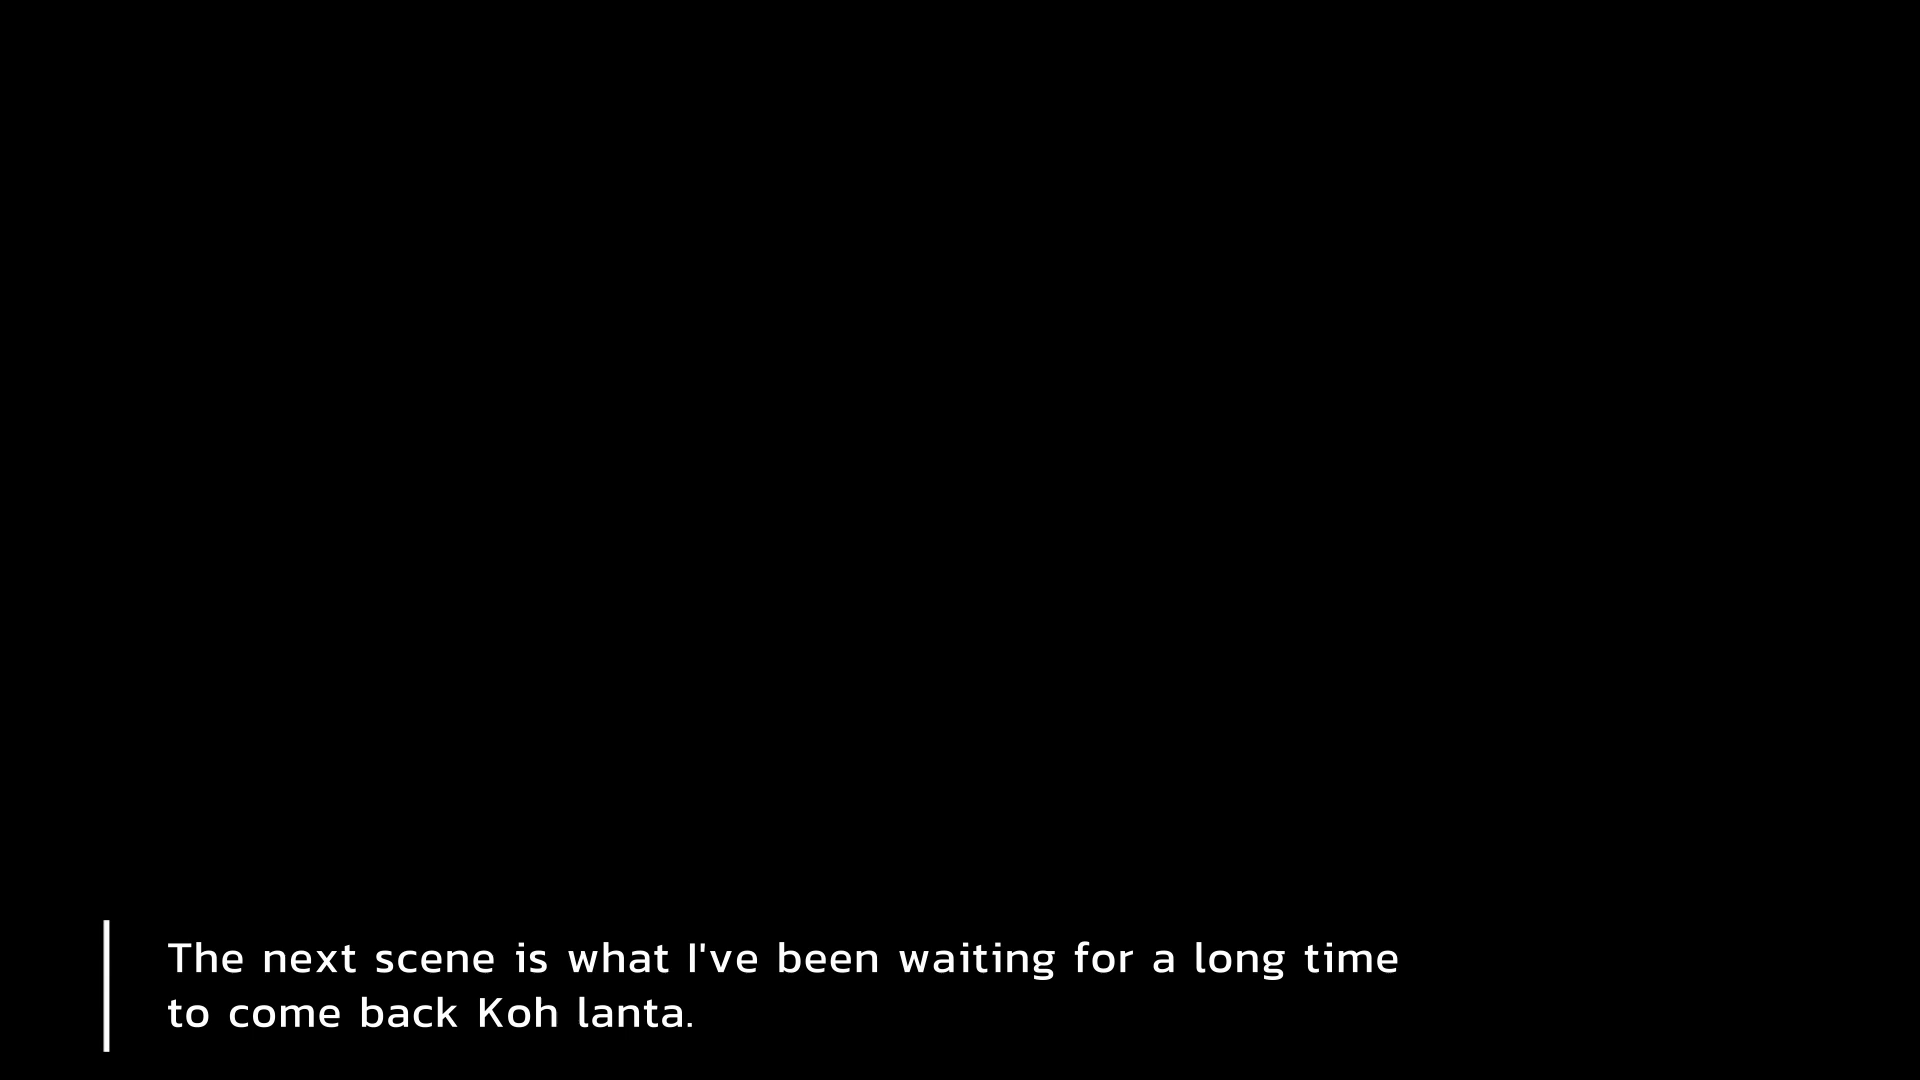 The next scene is what I've been waiting for a long time
to come back Koh lanta.